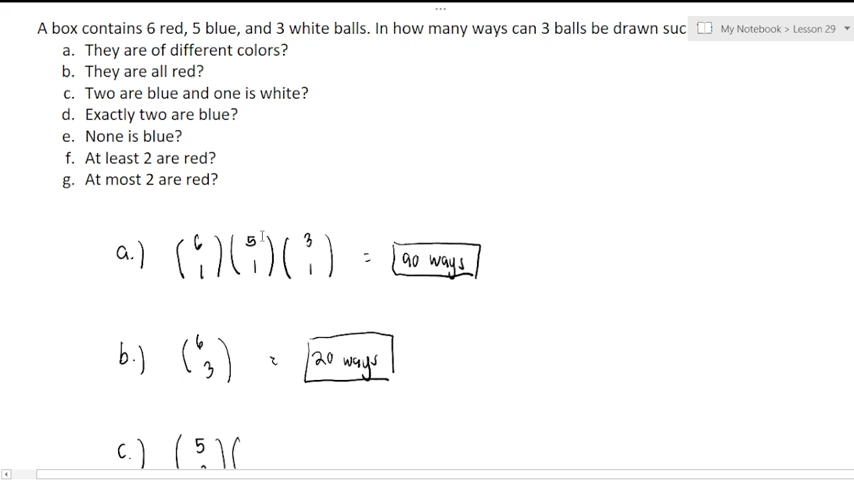 A box contains 6 red, 5 blue, and 3 white balls. In how many ways can 3 balls be drawn suc
My Notebook > Lesson 29
a. They are of different colors?
b. They are all red?
c. Two are blue and one is white?
d. Exactly two are blue?
e. None is blue?
f. At least 2 are red?
g. At most 2 are red?
a.) (6 1)(5 1)(3 1) = 90 ways
b.) (6 3) = 20 ways
c.) (5